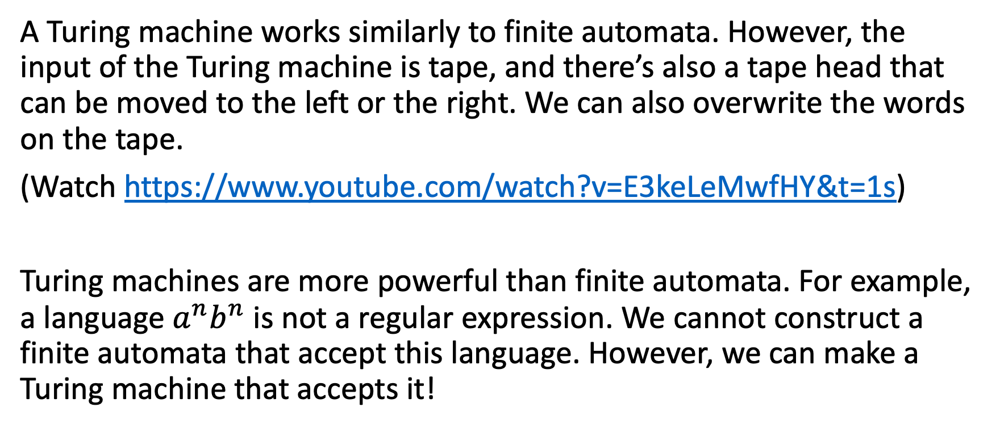 A Turing machine works similarly to finite automata. However, the
input of the Turing machine is tape, and there’s also a tape head that
can be moved to the left or the right. We can also overwrite the words
on the tape.
(Watch https://www.youtube.com/watch?v=E3keLeMwfHY&t=1s)
Turing machines are more powerful than finite automata. For example,
a language aⁿbⁿ is not a regular expression. We cannot construct a
finite automata that accept this language. However, we can make a
Turing machine that accepts it!